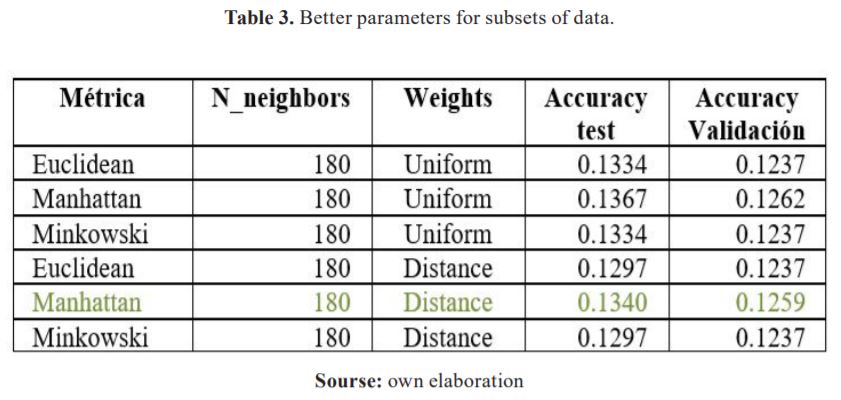 Table 3. Better parameters for subsets of data.
Métrica N_neighbors Weights Accuracy test Accuracy Validación
Euclidean 180 Uniform 0.1334 0.1237
Manhattan 180 Uniform 0.1367 0.1262
Minkowski 180 Uniform 0.1334 0.1237
Euclidean 180 Distance 0.1297 0.1237
Manhattan 180 Distance 0.1340 0.1259
Minkowski 180 Distance 0.1297 0.1237
Sourse: own elaboration